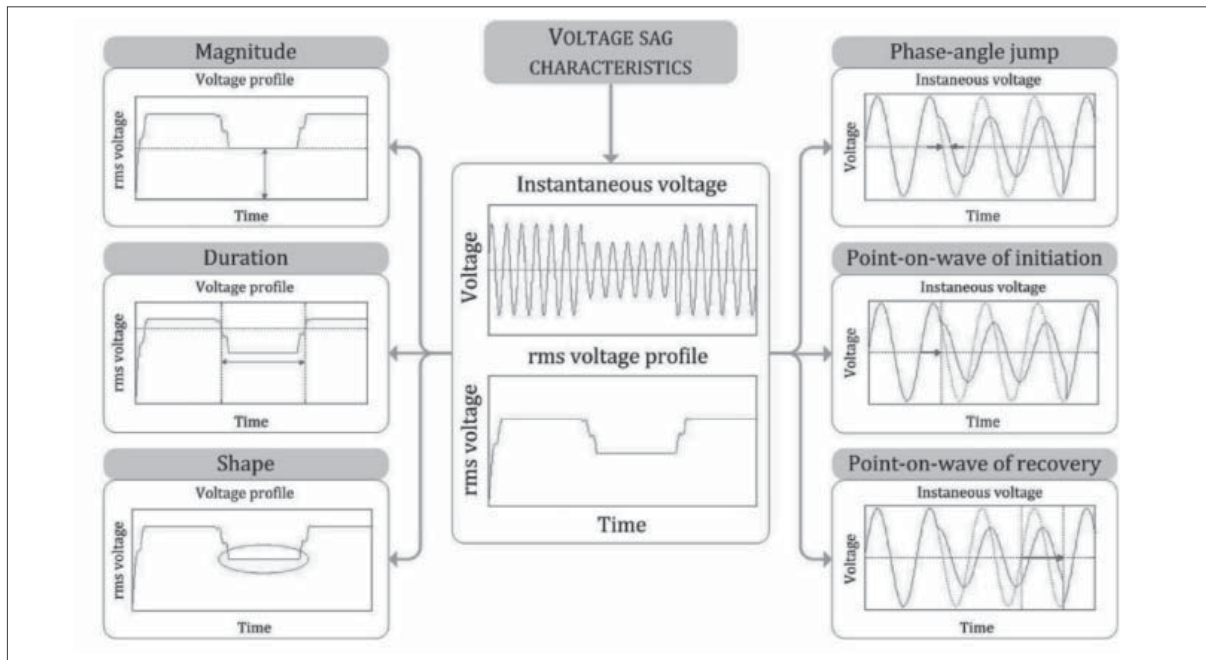 VOLTAGE SAG
CHARACTERISTICS
Magnitude
Voltage profile
rms voltage
Time
Duration
Voltage profile
rms voltage
Time
Shape
Voltage profile
rms voltage
Time
Instantaneous voltage
Voltage
rms voltage profile
rms voltage
Time
Phase-angle jump
Instaneous voltage
Voltage
Time
Point-on-wave of initiation
Instaneous voltage
Voltage
Time
Point-on-wave of recovery
Instaneous voltage
Voltage
Time